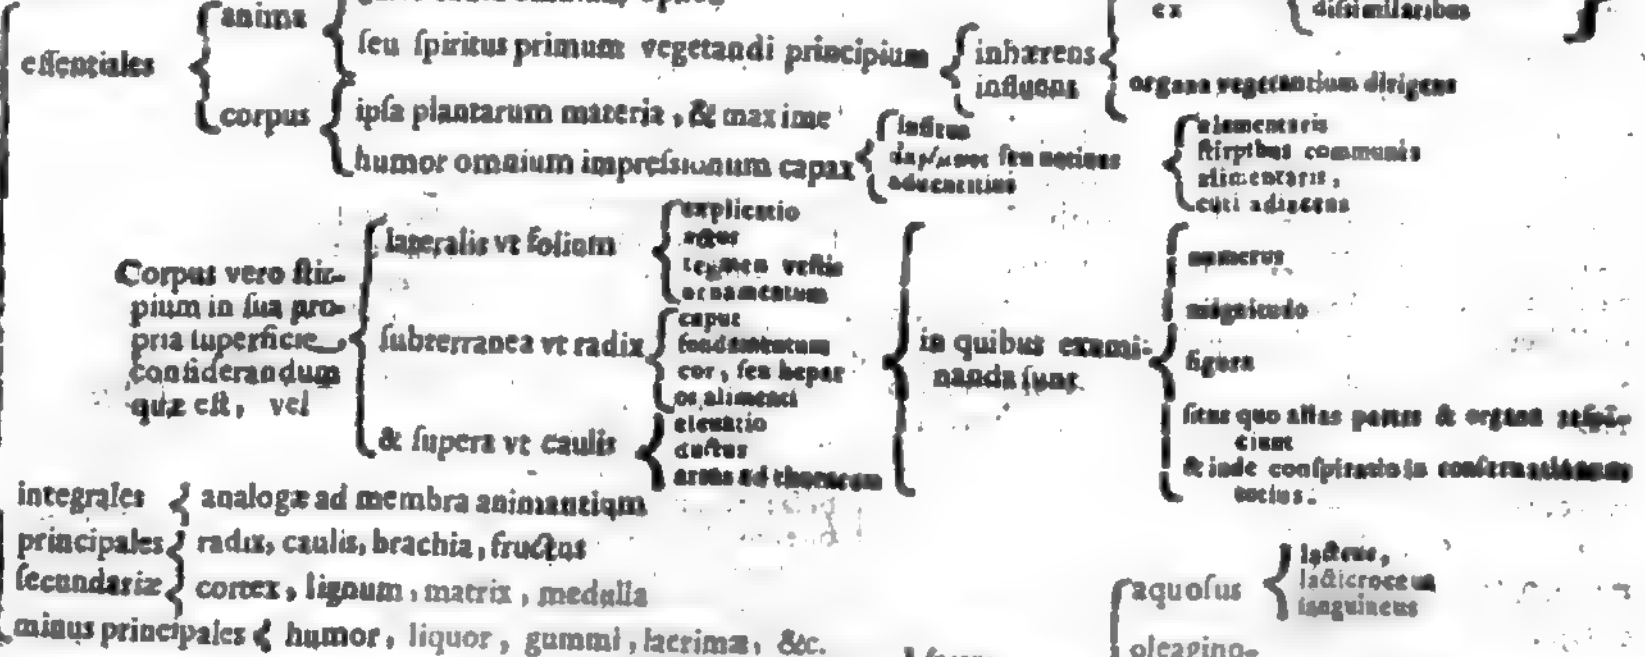 anima
ex
dissimilaribus
essentiales
seu spiritus primum vegetandi principium
inhærens
influens
organa vegetantium dirigens
corpus
ipsa plantarum materia, & maxime
humor omnium impressionum capax
insitus
seu notinus
aduentitius
elementaris
stirpibus communis
alimentaris,
cuti adiacens
Corpus vero stir-
pium in sua pro-
pria superficie
considerandum
quæ est, vel
lateralis vt folium
explicatio
tegmen vestis
ornamentum
subterranea vt radix
caput
fundamentum
cor, seu hepar
os alimenti
& supera vt caulis
eleuatio
ductus
in quibus exami-
nanda sunt
numerus
magnitudo
figura
situs quo alias partes & organa respi-
ciunt
& inde conspiratio in
totius.
integrales
analogæ ad membra animantium
principales
radix, caulis, brachia, fructus
secundariæ
cortex, lignum, matrix, medulla
minus principales
humor, liquor, gummi, lacrimæ, &c.
aquosus
lacteus,
lacticroceus
sanguineus
oleagino-